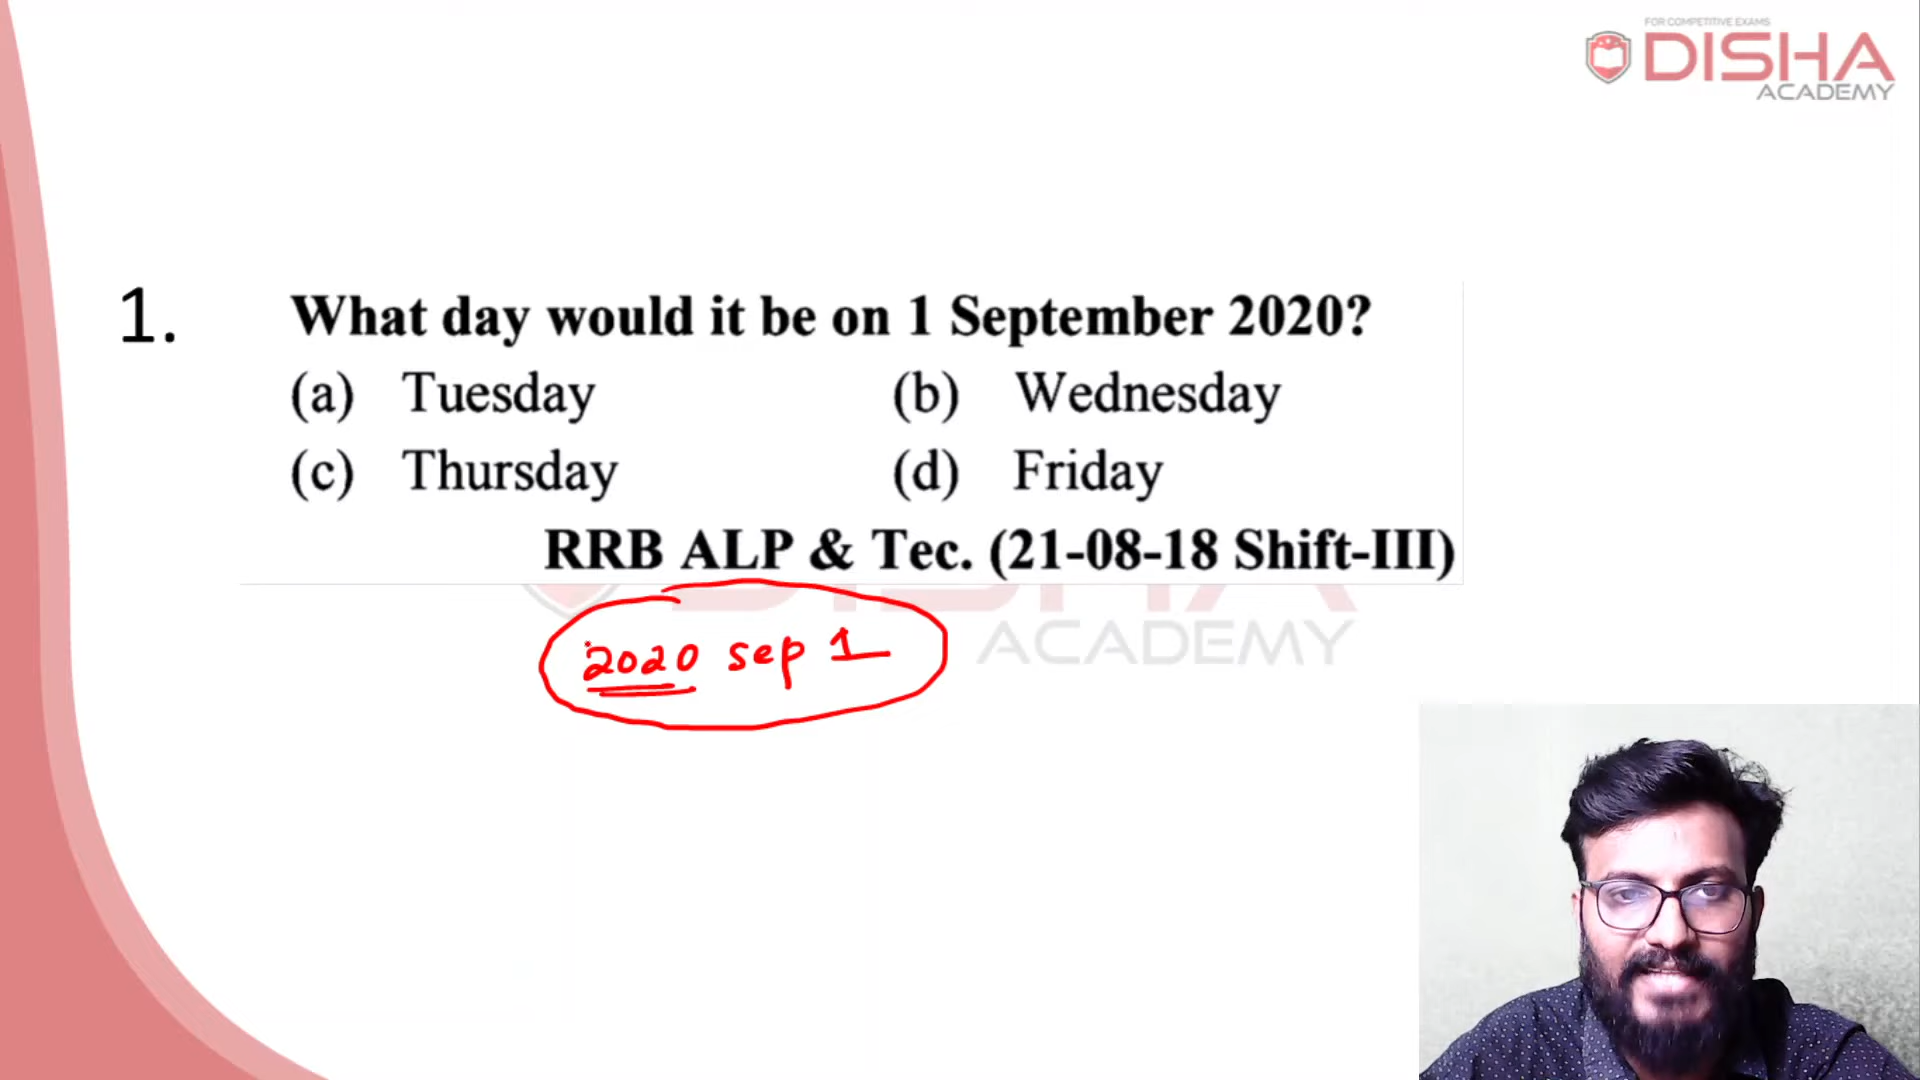 FOR COMPETITIVE EXAMS
DISHA
ACADEMY
1. What day would it be on 1 September 2020?
(a) Tuesday (b) Wednesday
(c) Thursday (d) Friday
RRB ALP & Tec. (21-08-18 Shift-III)
ACADEMY
2020 sep 1